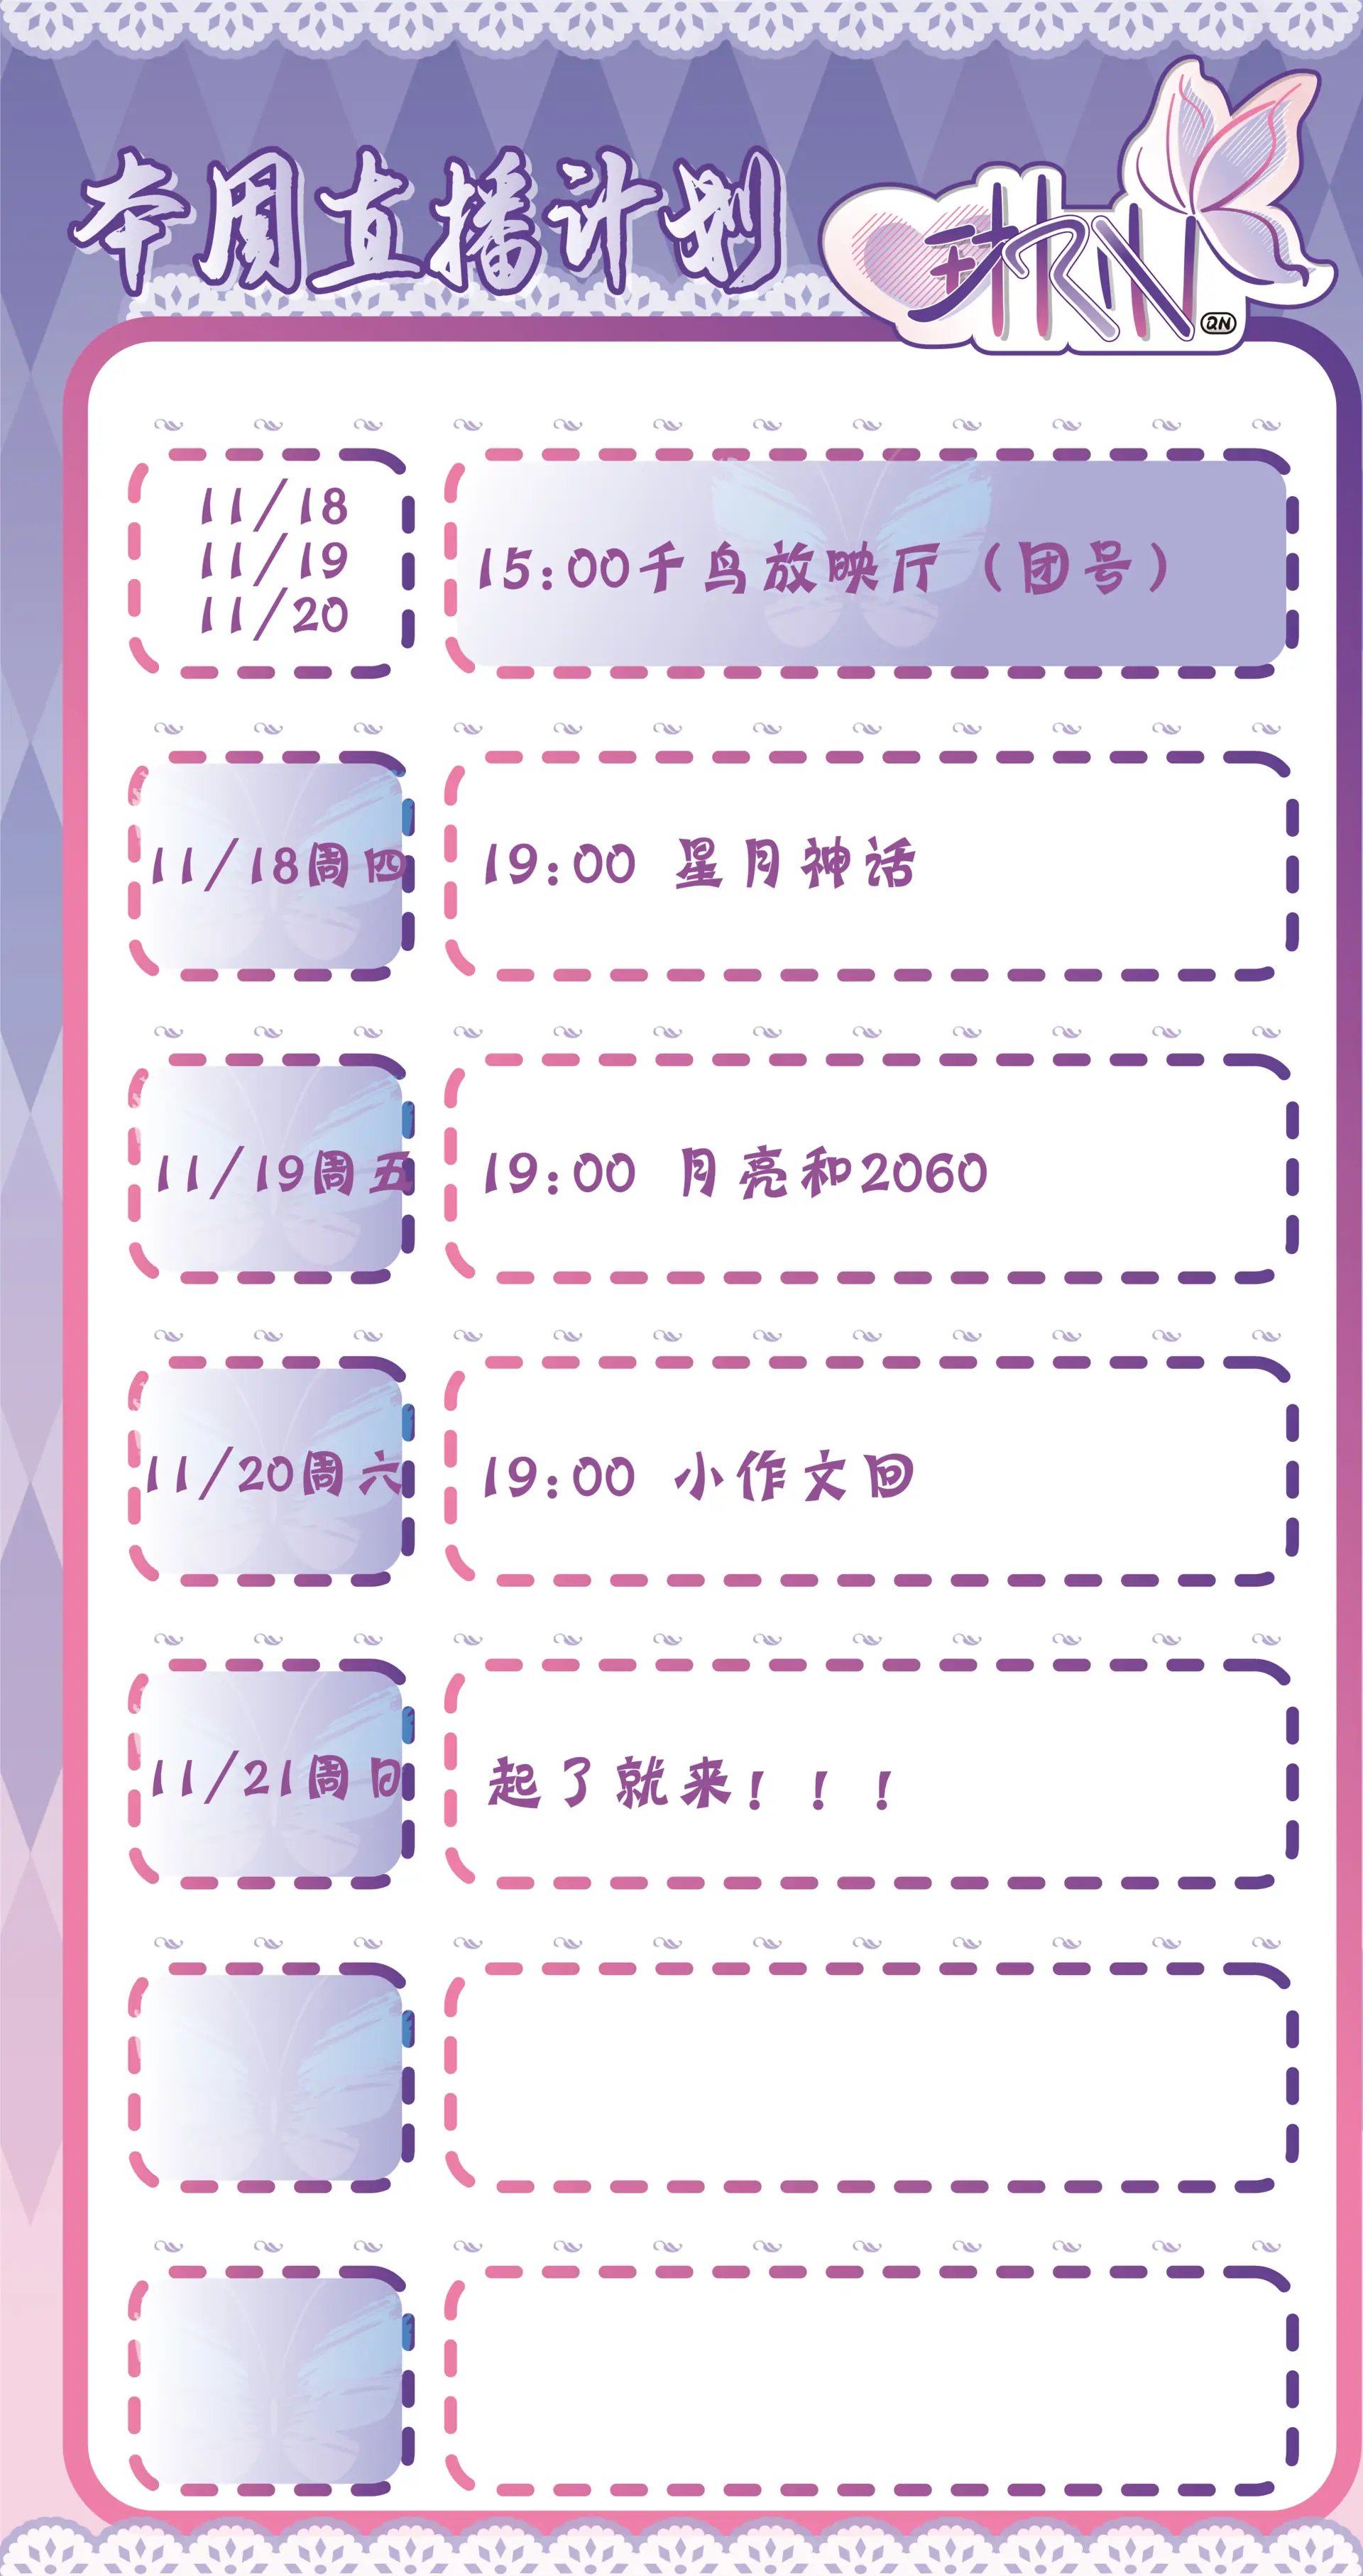 本周直播计划
QN
11/18
11/19
11/20
15:00千鸟放映厅（团号）
11/18周四
19:00 星月神话
11/19周五
19:00 月亮和2060
11/20周六
19:00 小作文回
11/21周日
起了就来！！！